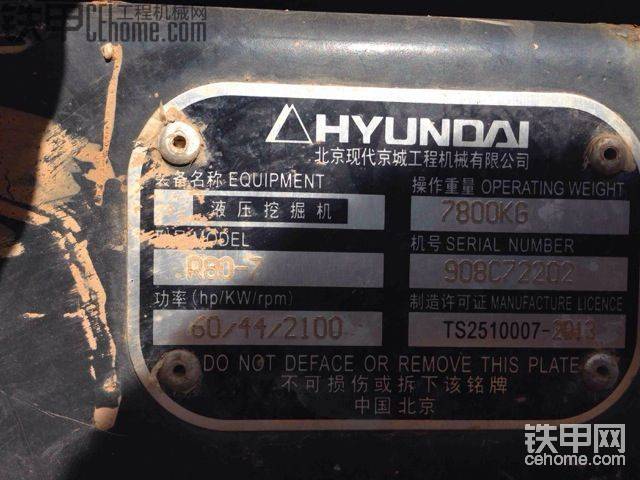 铁甲 工程机械网
Cehome.com
HYUNDAI
北京现代京城工程机械有限公司
装备名称 EQUIPMENT
操作重量 OPERATING WEIGHT
液压挖掘机
7800KG
型号 MODEL
机号 SERIAL NUMBER
R80-7
908C72202
功率(hp/KW/rpm)
制造许可证 MANUFACTURE LICENCE
60/44/2100
TS2510007-2013
DO NOT DEFACE OR REMOVE THIS PLATE
不可损伤或拆下该铭牌
中国 北京
铁甲网
cehome.com